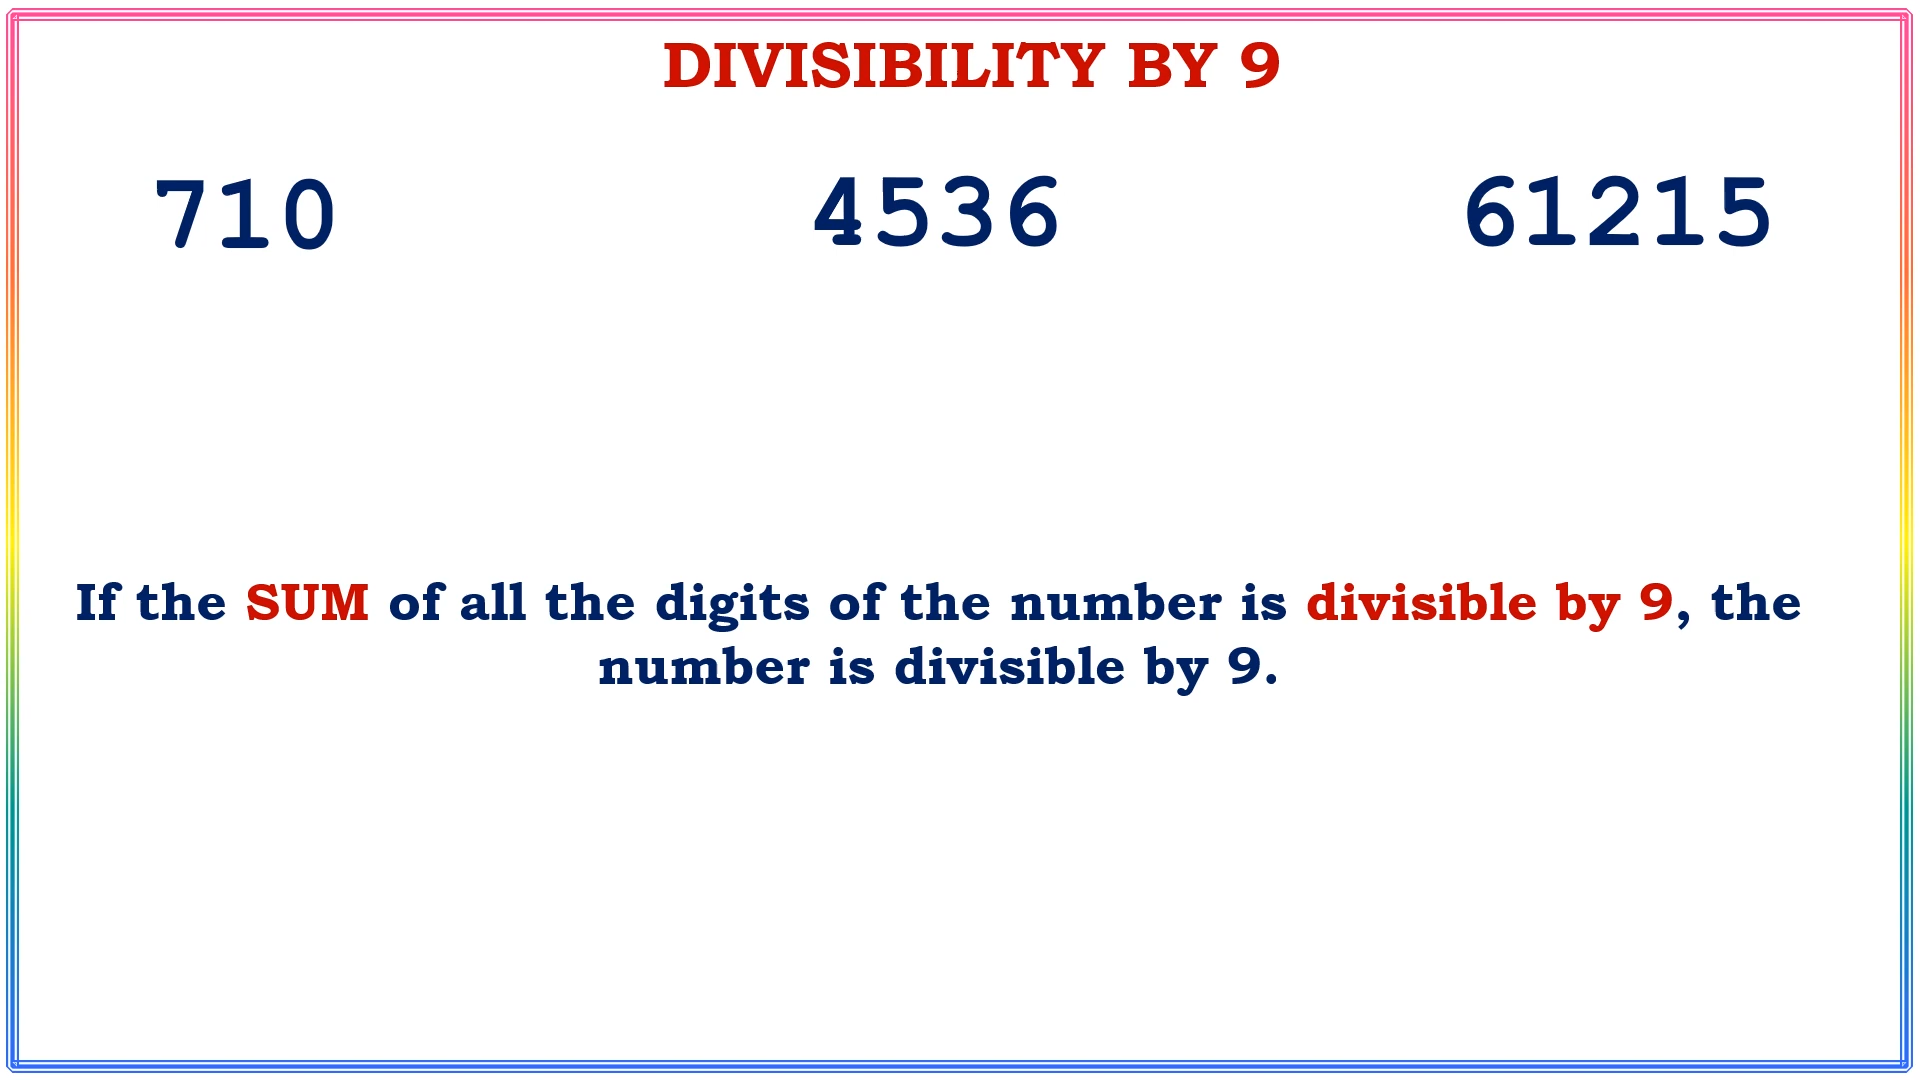 DIVISIBILITY BY 9
710 4536 61215
If the SUM of all the digits of the number is divisible by 9, the
number is divisible by 9.